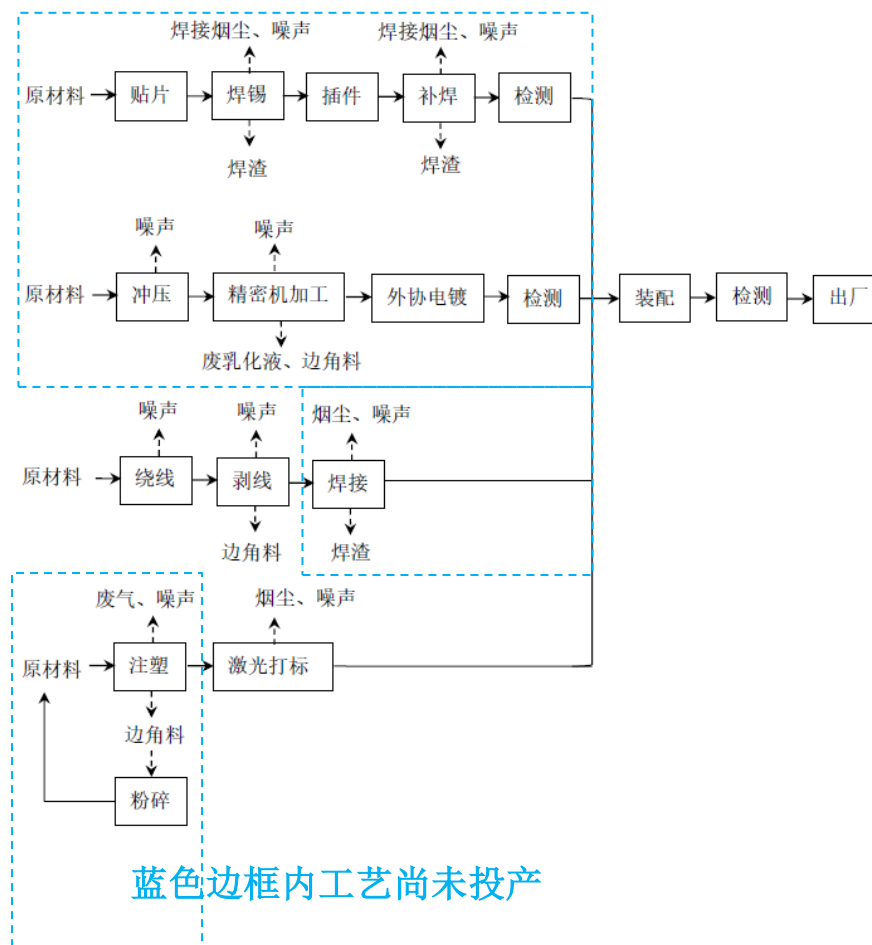 焊接烟尘、噪声 焊接烟尘、噪声
原材料 贴片 焊锡 插件 补焊 检测
焊渣 焊渣
噪声 噪声
原材料 冲压 精密机加工 外协电镀 检测 装配 检测 出厂
废乳化液、边角料
噪声 噪声 烟尘、噪声
原材料 绕线 剥线 焊接
边角料 焊渣
废气、噪声 烟尘、噪声
原材料 注塑 激光打标
边角料
粉碎
蓝色边框内工艺尚未投产